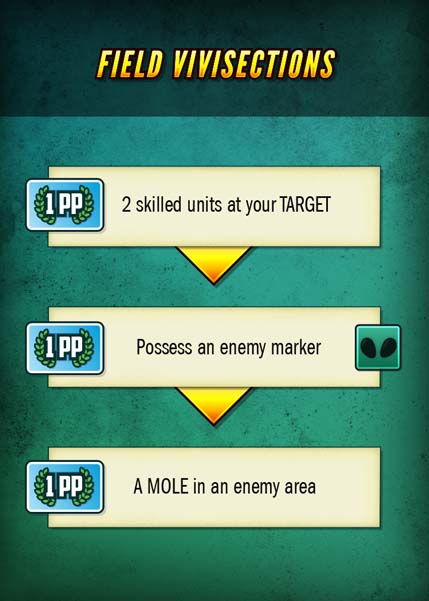 FIELD VIVISECTIONS
1 PP
2 skilled units at your TARGET
1 PP
Possess an enemy marker
1 PP
A MOLE in an enemy area